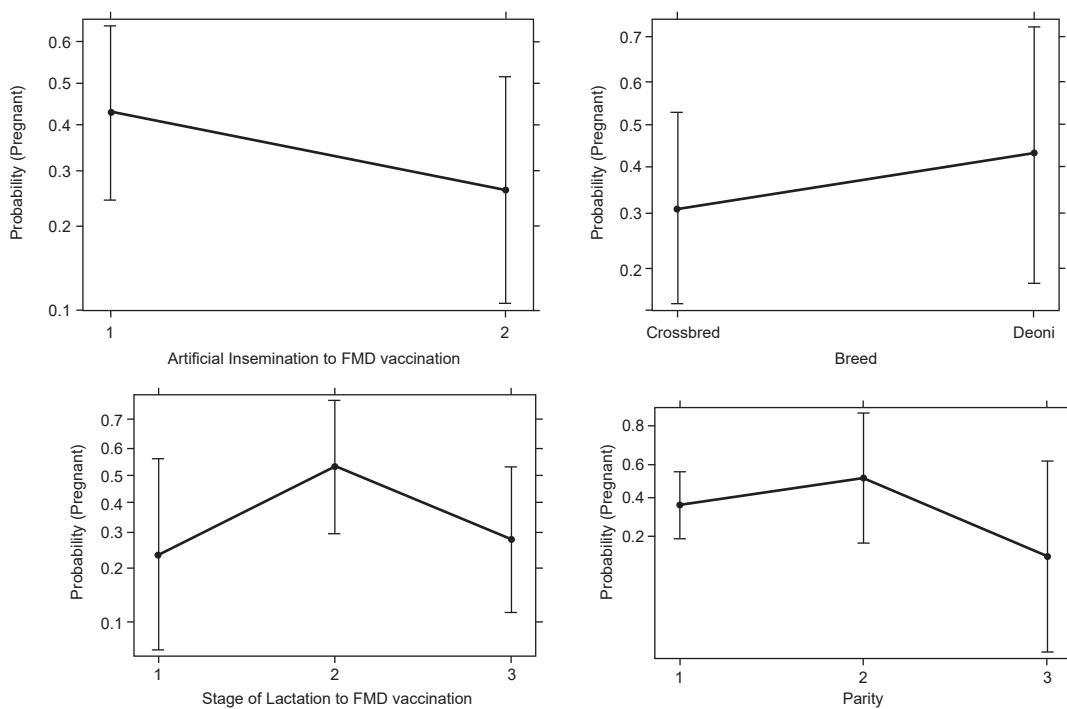 Probability (Pregnant)
0.6
0.5
0.4
0.3
0.2
0.1
1 2
Artificial Insemination to FMD vaccination
Probability (Pregnant)
0.7
0.6
0.5
0.4
0.3
0.2
Crossbred Deoni
Breed
Probability (Pregnant)
0.7
0.6
0.5
0.4
0.3
0.2
0.1
1 2 3
Stage of Lactation to FMD vaccination
Probability (Pregnant)
0.8
0.6
0.4
0.2
1 2 3
Parity